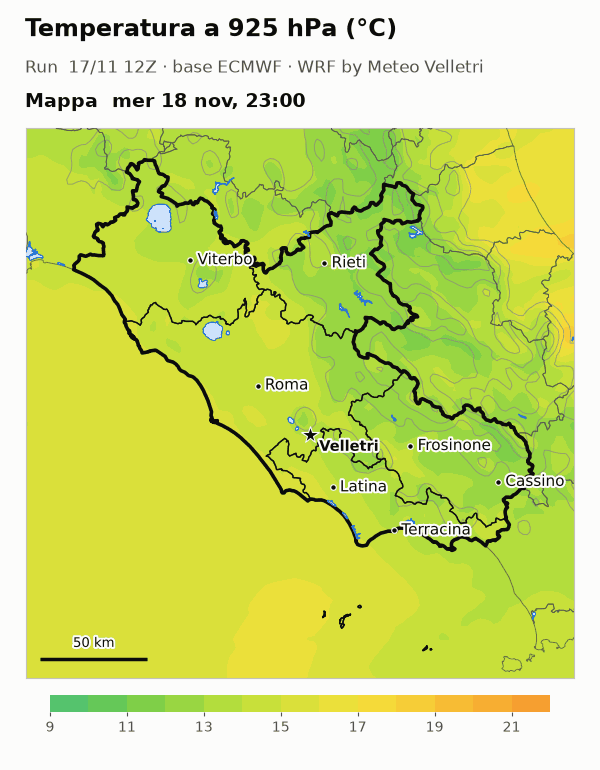 Temperatura a 925 hPa (°C)
Run  17/11 12Z · base ECMWF · WRF by Meteo Velletri
Mappa  mer 18 nov, 23:00
Viterbo
Rieti
Roma
Velletri
Frosinone
Cassino
Latina
Terracina
50 km
9 11 13 15 17 19 21